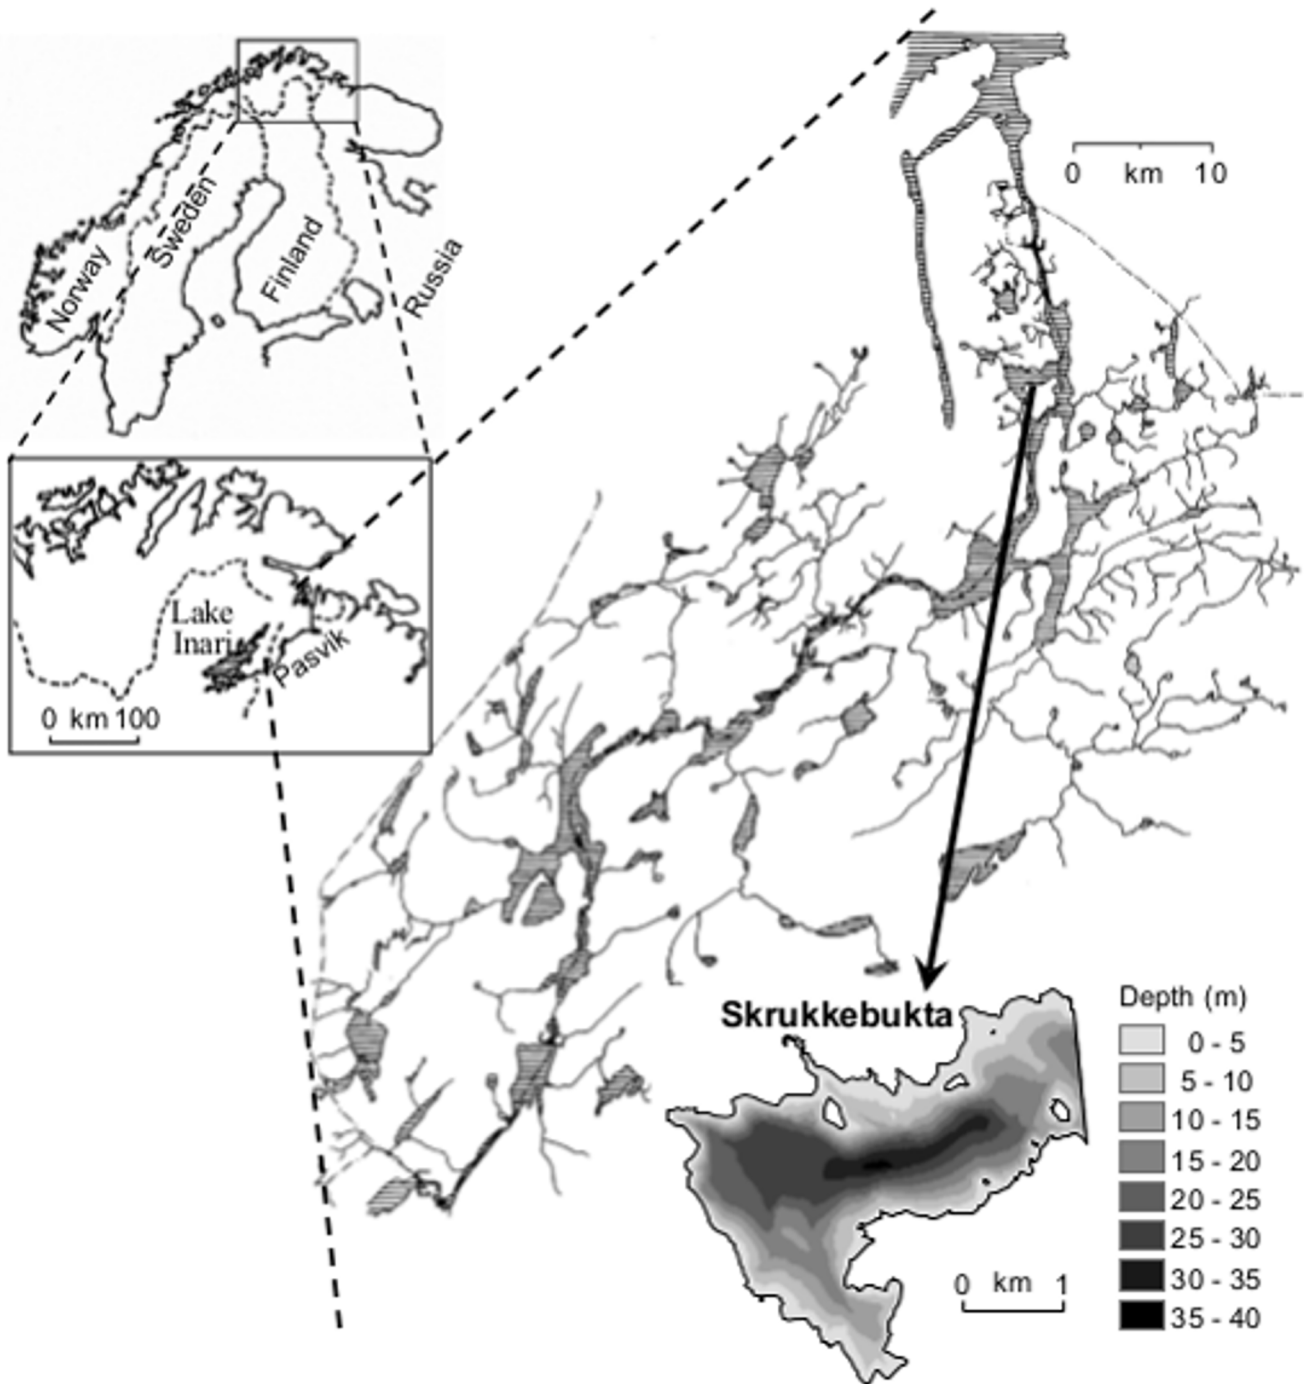 Norway
Sweden
Finland
Russia
0 km 10
Lake
Inari
Pasvik
0 km 100
Skrukkebukta
Depth (m)
0 - 5
5 - 10
10 - 15
15 - 20
20 - 25
25 - 30
30 - 35
35 - 40
0 km 1